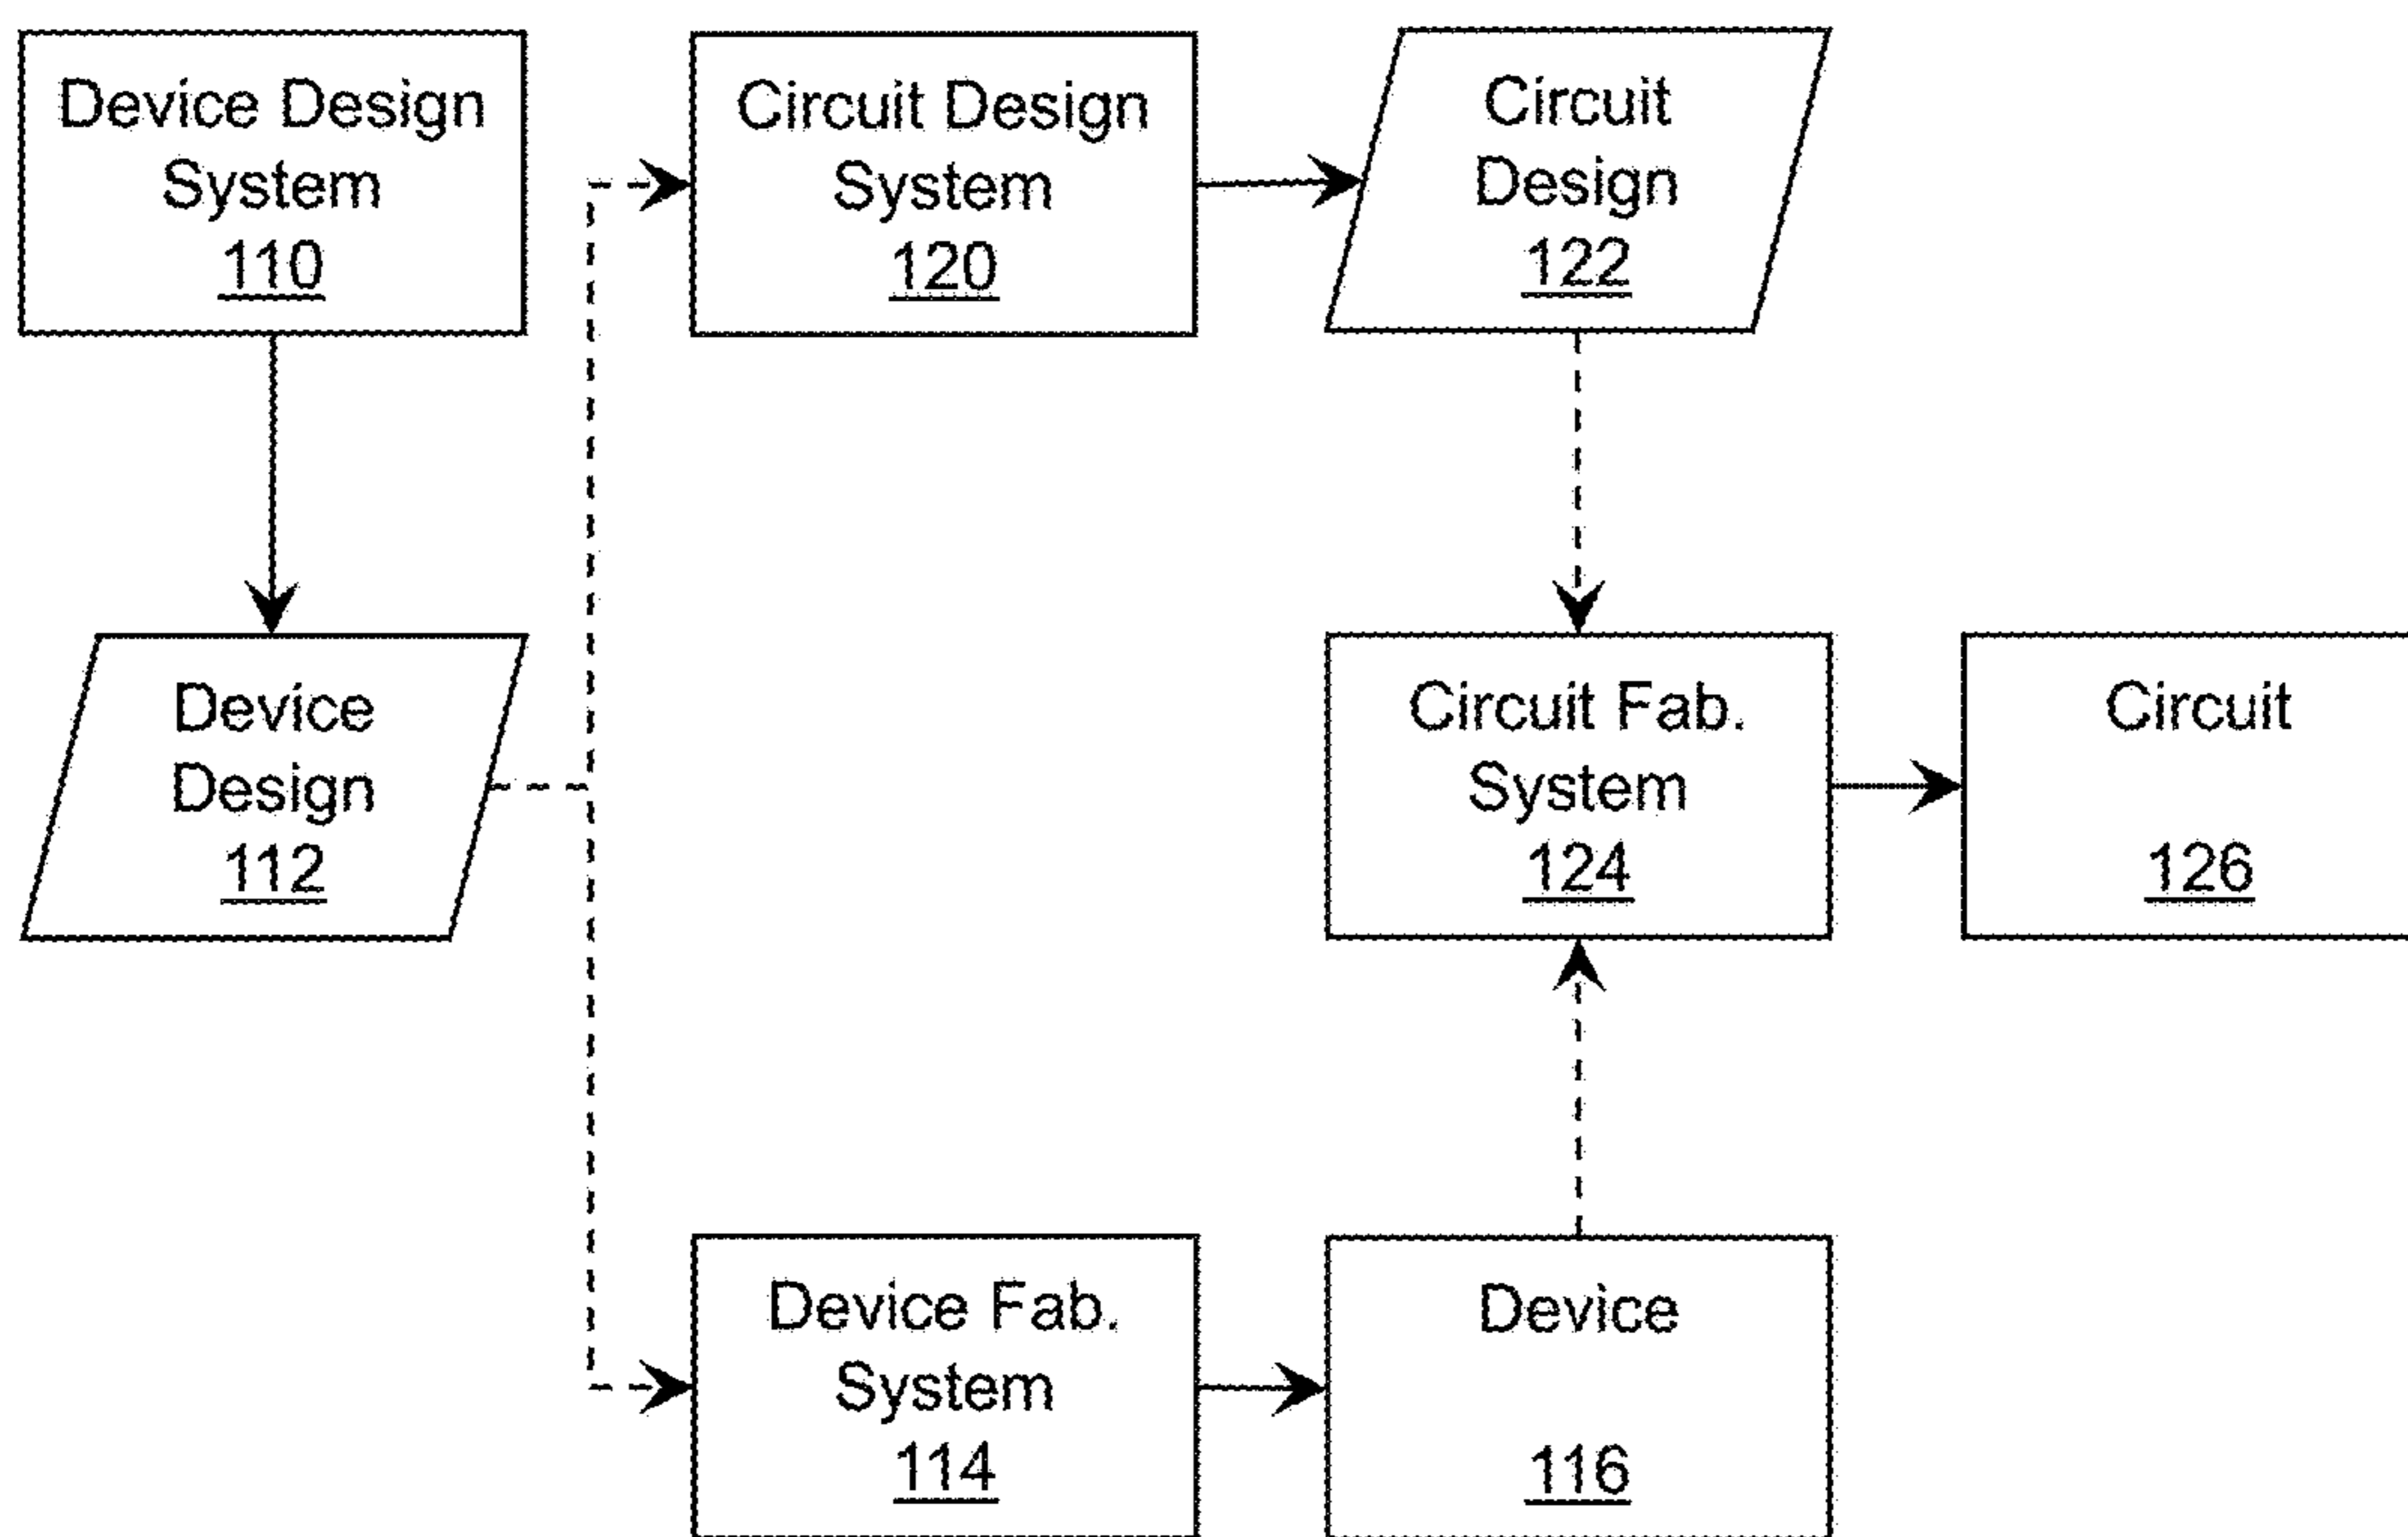 Device Design
System
110
Circuit Design
System
120
Circuit
Design
122
Device
Design
112
Circuit Fab.
System
124
Circuit
126
Device Fab.
System
114
Device
116